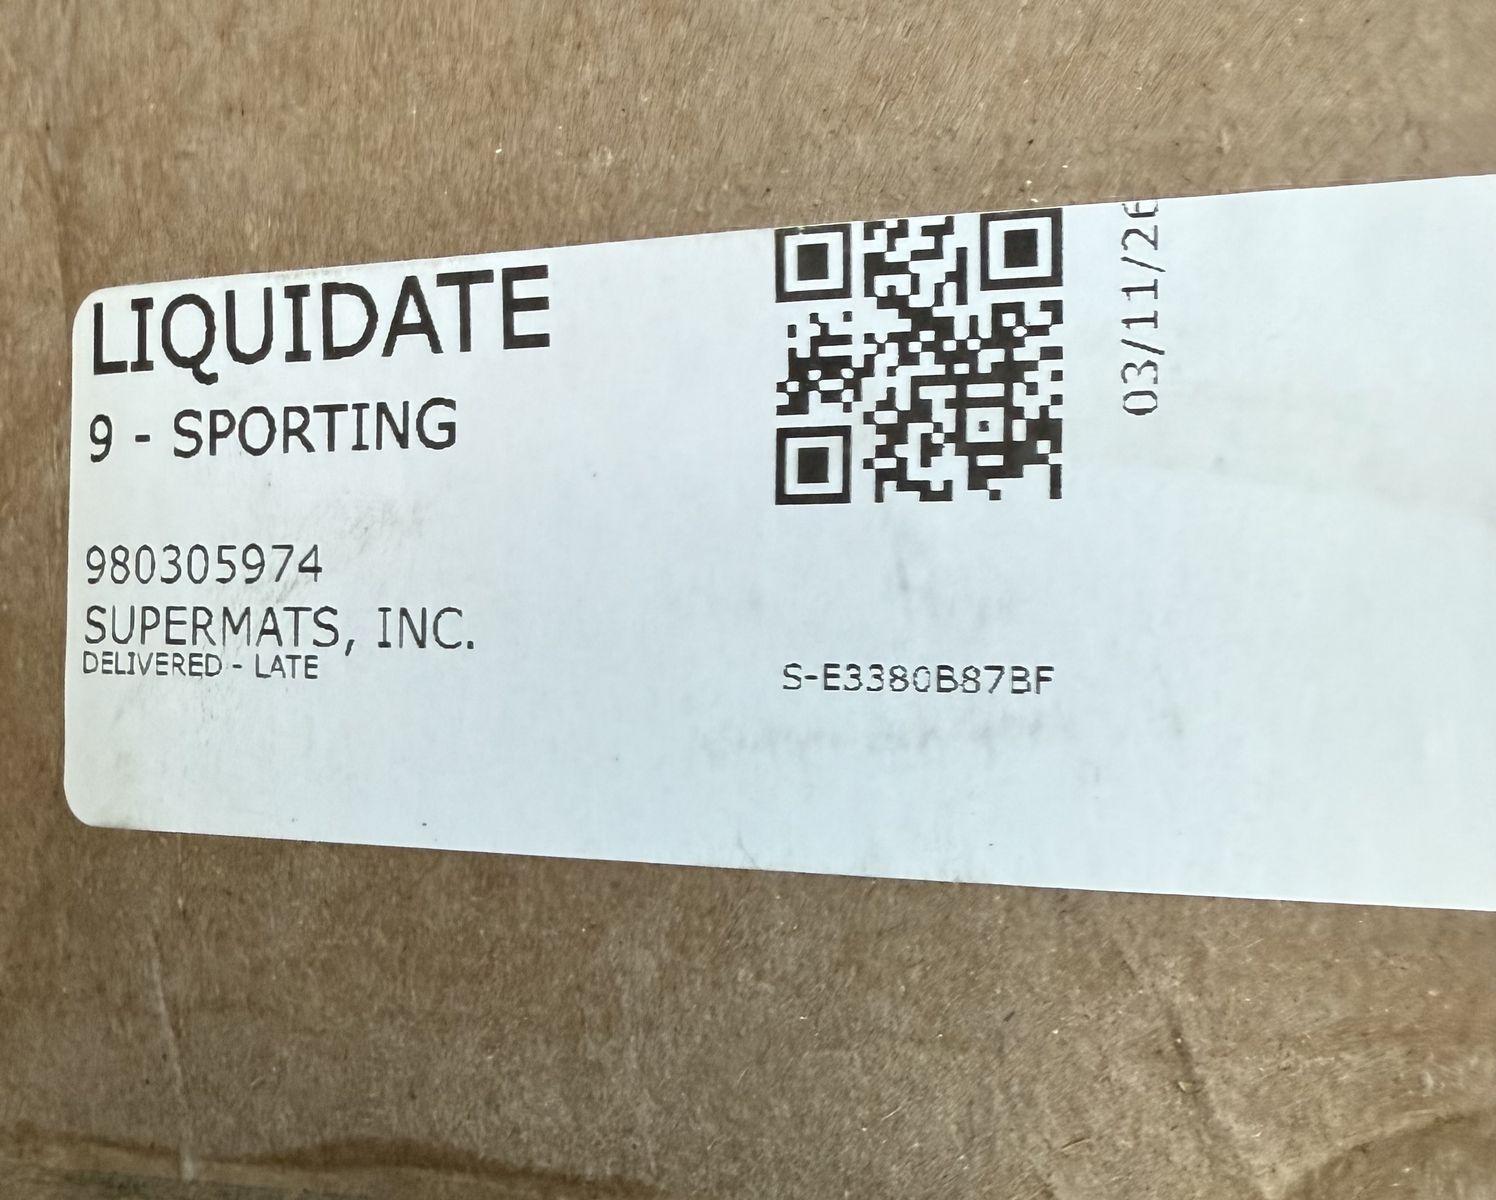 LIQUIDATE
9 - SPORTING
03/11/26
980305974
SUPERMATS, INC.
DELIVERED - LATE
S-E3380B87BF